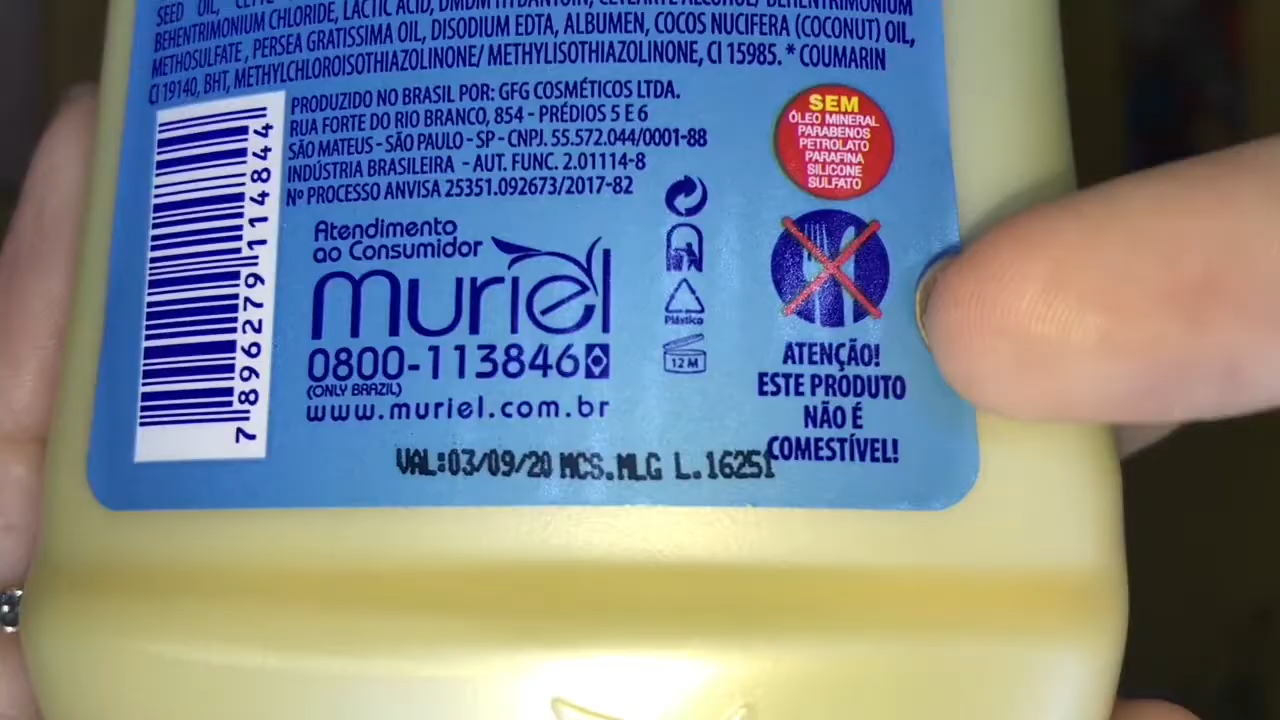 SEED OIL,
BEHENTRIMONIUM CHLORIDE, LACTIC ACID, DMDM HYDANTOIN, CETEARYL ALCOHOL/ BEHENTRIMONIUM
METHOSULFATE, PERSEA GRATISSIMA OIL, DISODIUM EDTA, ALBUMEN, COCOS NUCIFERA (COCONUT) OIL,
CI 19140, BHT, METHYLCHLOROISOTHIAZOLINONE/ METHYLISOTHIAZOLINONE, CI 15985. * COUMARIN
PRODUZIDO NO BRASIL POR: GFG COSMÉTICOS LTDA.
RUA FORTE DO RIO BRANCO, 854 - PRÉDIOS 5 E 6
SÃO MATEUS - SÃO PAULO - SP - CNPJ. 55.572.044/0001-88
INDÚSTRIA BRASILEIRA - AUT. FUNC. 2.01114-8
Nº PROCESSO ANVISA 25351.092673/2017-82
7 896279 114844
Atendimento
ao Consumidor
muriel
0800-113846
(ONLY BRAZIL)
www.muriel.com.br
Plástico
12 M
SEM
ÓLEO MINERAL
PARABENOS
PETROLATO
PARAFINA
SILICONE
SULFATO
ATENÇÃO!
ESTE PRODUTO
NÃO É
COMESTÍVEL!
VAL:03/09/20 MCS.MLG L.16251